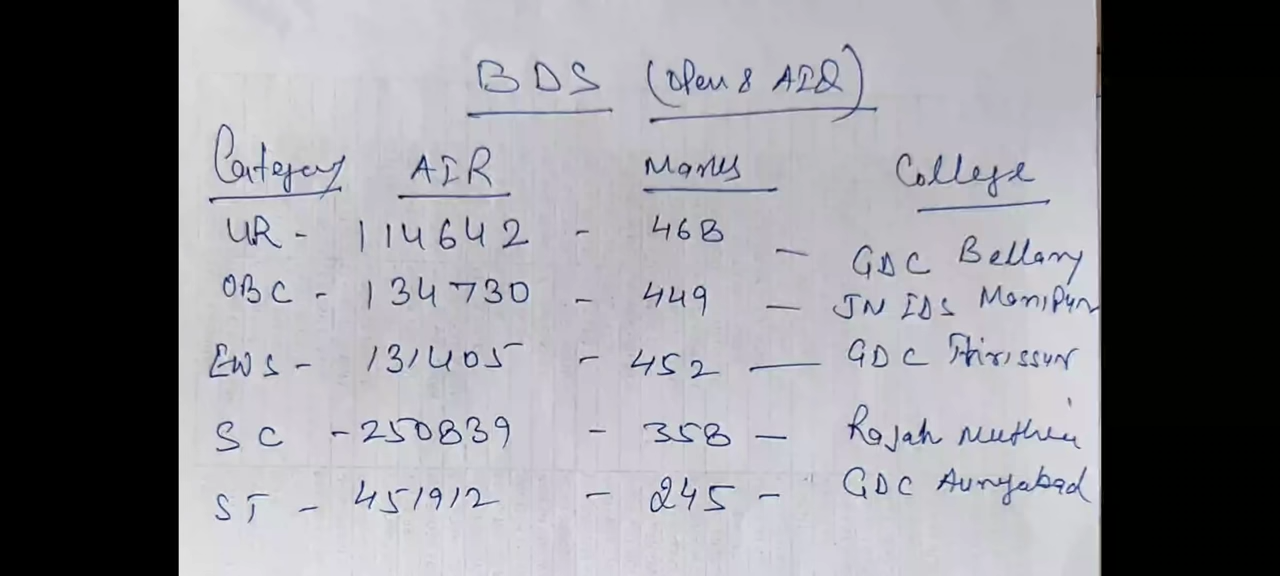 BDS (open & AIQ)
Category AIR Marks College
UR - 114642 - 468 - GDC Bellary
OBC - 134730 - 449 - JN IDS Manipur
EWS - 131405 - 452 - GDC Thrissur
SC - 250839 - 358 - Rajah Muthia
ST - 451912 - 245 - GDC Aurngabad